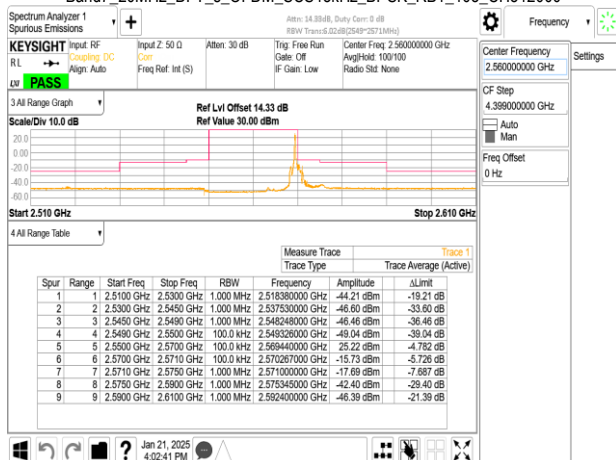 Spectrum Analyzer 1
Spurious Emissions
Attn: 14.33dB, Duty Corr: 0 dB
RBW Trans:6.02dB(2549~2571MHz)
Frequency
Settings
KEYSIGHT
Input: RF
Coupling: DC
Align: Auto
Input Z: 50 Ω
Corr
Freq Ref: Int (S)
Atten: 30 dB
Trig: Free Run
Gate: Off
IF Gain: Low
Center Freq: 2.560000000 GHz
Avg|Hold: 100/100
Radio Std: None
RL
LXI
PASS
Center Frequency
2.560000000 GHz
CF Step
4.399000000 GHz
Auto
Man
Freq Offset
0 Hz
3 All Range Graph
Scale/Div 10.0 dB
Ref Lvl Offset 14.33 dB
Ref Value 30.00 dBm
20.0
0.00
-20.0
-40.0
-60.0
Start 2.510 GHz
Stop 2.610 GHz
4 All Range Table
Measure Trace Trace 1
Trace Type Trace Average (Active)
Spur Range Start Freq Stop Freq RBW Frequency Amplitude ΔLimit
1 1 2.5100 GHz 2.5300 GHz 1.000 MHz 2.518380000 GHz -44.21 dBm -19.21 dB
2 2 2.5300 GHz 2.5450 GHz 1.000 MHz 2.537530000 GHz -46.60 dBm -33.60 dB
3 3 2.5450 GHz 2.5490 GHz 1.000 MHz 2.548248000 GHz -46.46 dBm -36.46 dB
4 4 2.5490 GHz 2.5500 GHz 100.0 kHz 2.549326000 GHz -49.04 dBm -39.04 dB
5 5 2.5500 GHz 2.5700 GHz 100.0 kHz 2.569440000 GHz 25.22 dBm -4.782 dB
6 6 2.5700 GHz 2.5710 GHz 100.0 kHz 2.570267000 GHz -15.73 dBm -5.726 dB
7 7 2.5710 GHz 2.5750 GHz 1.000 MHz 2.571000000 GHz -17.69 dBm -7.687 dB
8 8 2.5750 GHz 2.5900 GHz 1.000 MHz 2.575345000 GHz -42.40 dBm -29.40 dB
9 9 2.5900 GHz 2.6100 GHz 1.000 MHz 2.592400000 GHz -46.39 dBm -21.39 dB
Jan 21, 2025
4:02:41 PM